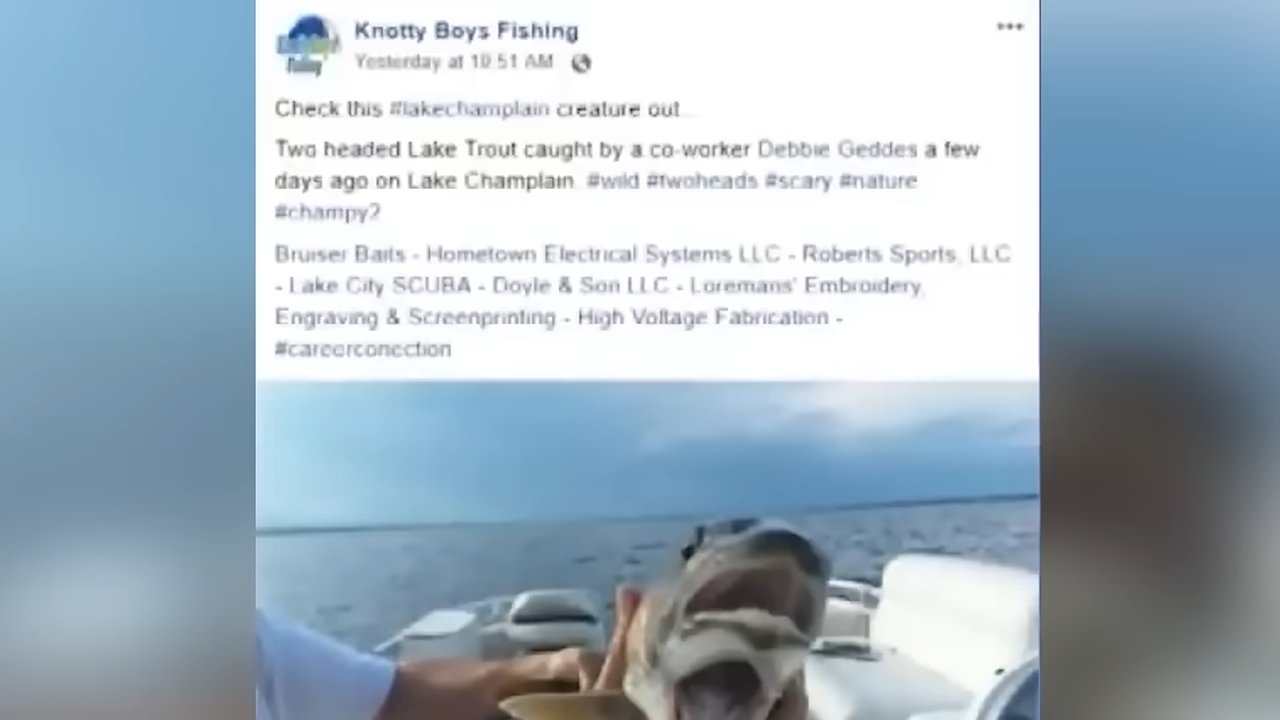 Knotty Boys Fishing
Yesterday at 10:51 AM
Check this #lakechamplain creature out...
Two headed Lake Trout caught by a co-worker Debbie Geddes a few
days ago on Lake Champlain. #wild #twoheads #scary #nature
#champy?
Bruiser Baits - Hometown Electrical Systems LLC - Roberts Sports, LLC
- Lake City SCUBA - Doyle & Son LLC - Loremans' Embroidery,
Engraving & Screenprinting - High Voltage Fabrication -
#careerconection